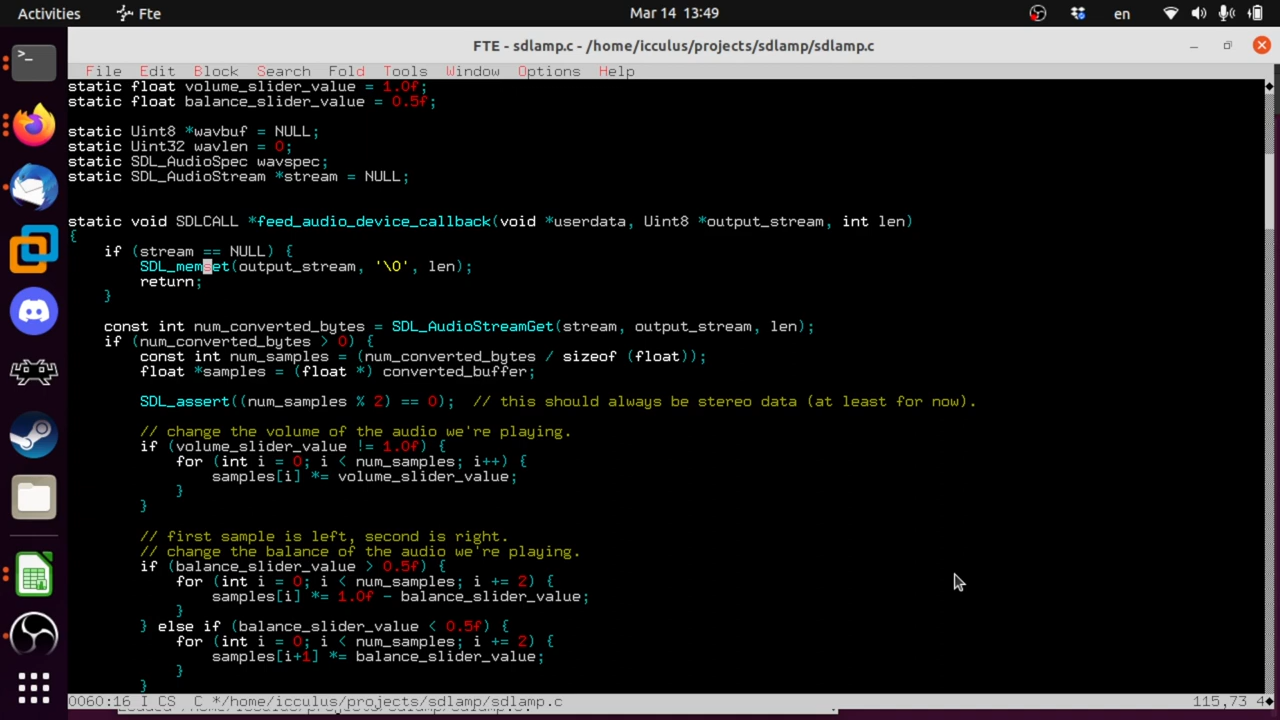 Activities Fte Mar 14 13:49 en
FTE - sdlamp.c - /home/icculus/projects/sdlamp/sdlamp.c
File Edit Block Search Fold Tools Window Options Help
static float volume_slider_value = 1.0f;
static float balance_slider_value = 0.5f;
static Uint8 *wavbuf = NULL;
static Uint32 wavlen = 0;
static SDL_AudioSpec wavspec;
static SDL_AudioStream *stream = NULL;
static void SDLCALL *feed_audio_device_callback(void *userdata, Uint8 *output_stream, int len)
{
if (stream == NULL) {
SDL_memset(output_stream, '\0', len);
return;
}
const int num_converted_bytes = SDL_AudioStreamGet(stream, output_stream, len);
if (num_converted_bytes > 0) {
const int num_samples = (num_converted_bytes / sizeof (float));
float *samples = (float *) converted_buffer;
SDL_assert((num_samples % 2) == 0); // this should always be stereo data (at least for now).
// change the volume of the audio we're playing.
if (volume_slider_value != 1.0f) {
for (int i = 0; i < num_samples; i++) {
samples[i] *= volume_slider_value;
}
}
// first sample is left, second is right.
// change the balance of the audio we're playing.
if (balance_slider_value > 0.5f) {
for (int i = 0; i < num_samples; i += 2) {
samples[i] *= 1.0f - balance_slider_value;
}
} else if (balance_slider_value < 0.5f) {
for (int i = 0; i < num_samples; i += 2) {
samples[i+1] *= balance_slider_value;
}
}
0060:16 I CS C */home/icculus/projects/sdlamp/sdlamp.c 115,73 4